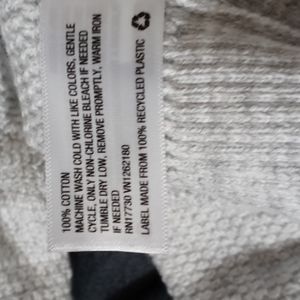 100% COTTON
MACHINE WASH COLD WITH LIKE COLORS, GENTLE
CYCLE, ONLY NON-CHLORINE BLEACH IF NEEDED
TUMBLE DRY LOW, REMOVE PROMPTLY, WARM IRON
IF NEEDED
RN17730 VN1262180
LABEL MADE FROM 100% RECYCLED PLASTIC